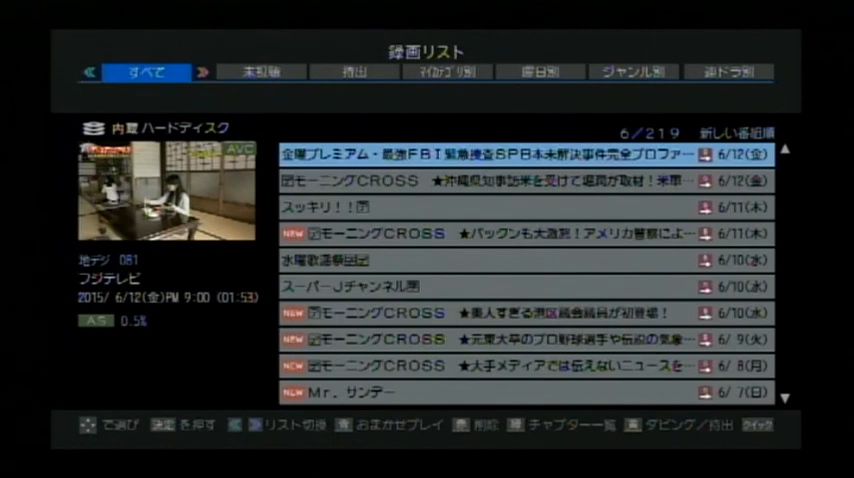 録画リスト
すべて 未視聴 持出 マイカテゴリ別 曜日別 ジャンル別 連ドラ別
内蔵ハードディスク
6/219 新しい番組順
AVC
金曜プレミアム・最強FBI緊急捜査SP日本未解決事件完全プロファ… 6/12(金)
モーニングCROSS ★沖縄県知事訪米を受けて堀潤が取材!米軍… 6/12(金)
スッキリ!! 6/11(木)
NEW モーニングCROSS ★パックンも大激怒!アメリカ警察によ… 6/11(木)
水曜歌謡祭 6/10(水)
スーパーJチャンネル 6/10(水)
NEW モーニングCROSS ★美人すぎる港区議会議員が初登場! 6/10(水)
NEW モーニングCROSS ★元東大卒のプロ野球選手や伝説の気象… 6/ 9(火)
NEW モーニングCROSS ★大手メディアでは伝えないニュースを… 6/ 8(月)
NEW Mr.サンデー 6/ 7(日)
地デジ 081
フジテレビ
2015/ 6/12(金)PM 9:00 (01:53)
AS 0.5%
で選び 決定 を押す リスト切換 青 おまかせプレイ 赤 削除 緑 チャプター一覧 黄 ダビング/持出 クイック